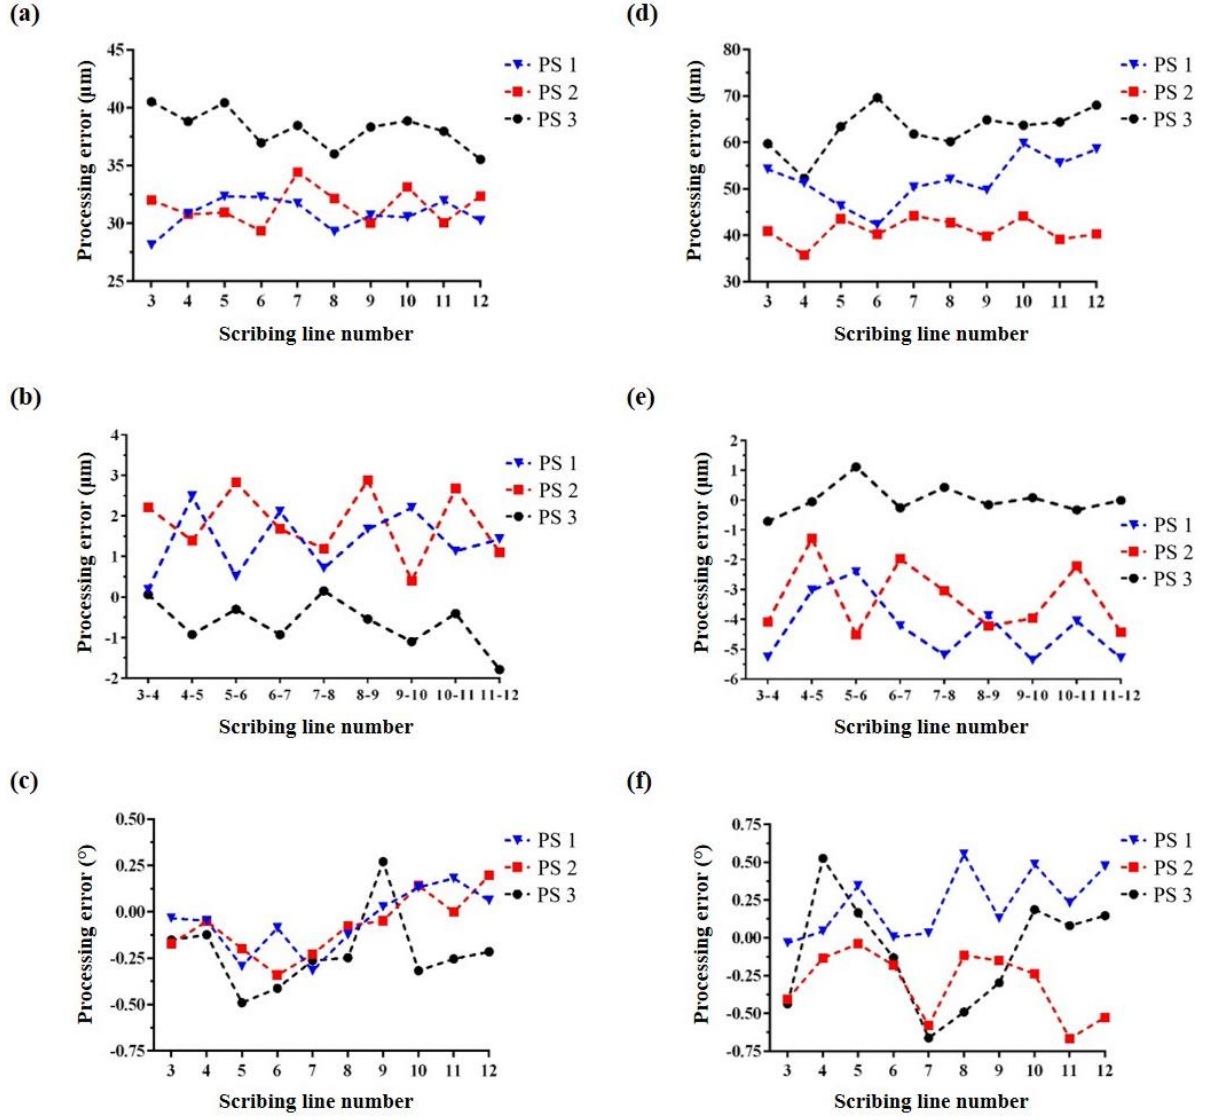 (a)
45
40
35
30
25
Processing error (μm)
3 4 5 6 7 8 9 10 11 12
Scribing line number
PS 1
PS 2
PS 3
(d)
80
70
60
50
40
30
Processing error (μm)
3 4 5 6 7 8 9 10 11 12
Scribing line number
PS 1
PS 2
PS 3
(b)
4
3
2
1
0
-1
-2
Processing error (μm)
3-4 4-5 5-6 6-7 7-8 8-9 9-10 10-11 11-12
Scribing line number
PS 1
PS 2
PS 3
(e)
2
1
0
-1
-2
-3
-4
-5
-6
Processing error (μm)
3-4 4-5 5-6 6-7 7-8 8-9 9-10 10-11 11-12
Scribing line number
PS 1
PS 2
PS 3
(c)
0.50
0.25
0.00
-0.25
-0.50
-0.75
Processing error (°)
3 4 5 6 7 8 9 10 11 12
Scribing line number
PS 1
PS 2
PS 3
(f)
0.75
0.50
0.25
0.00
-0.25
-0.50
-0.75
Processing error (°)
3 4 5 6 7 8 9 10 11 12
Scribing line number
PS 1
PS 2
PS 3